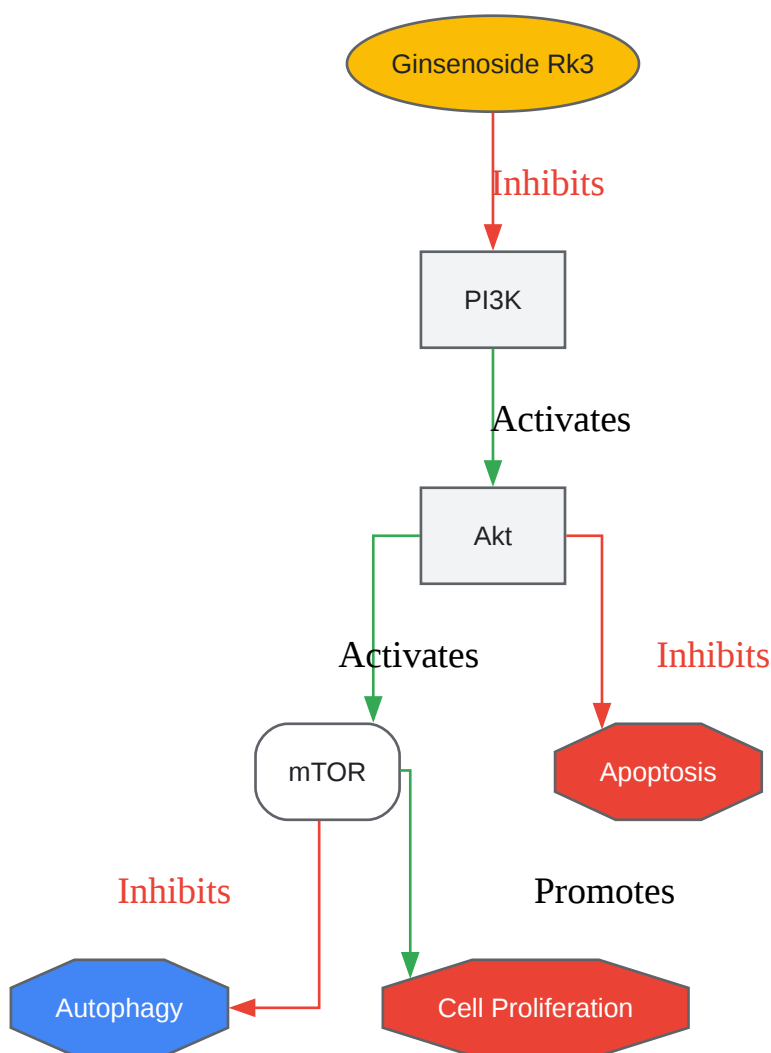 Ginsenoside Rk3
Inhibits
PI3K
Activates
Akt
Activates
Inhibits
mTOR
Apoptosis
Inhibits
Promotes
Autophagy
Cell Proliferation